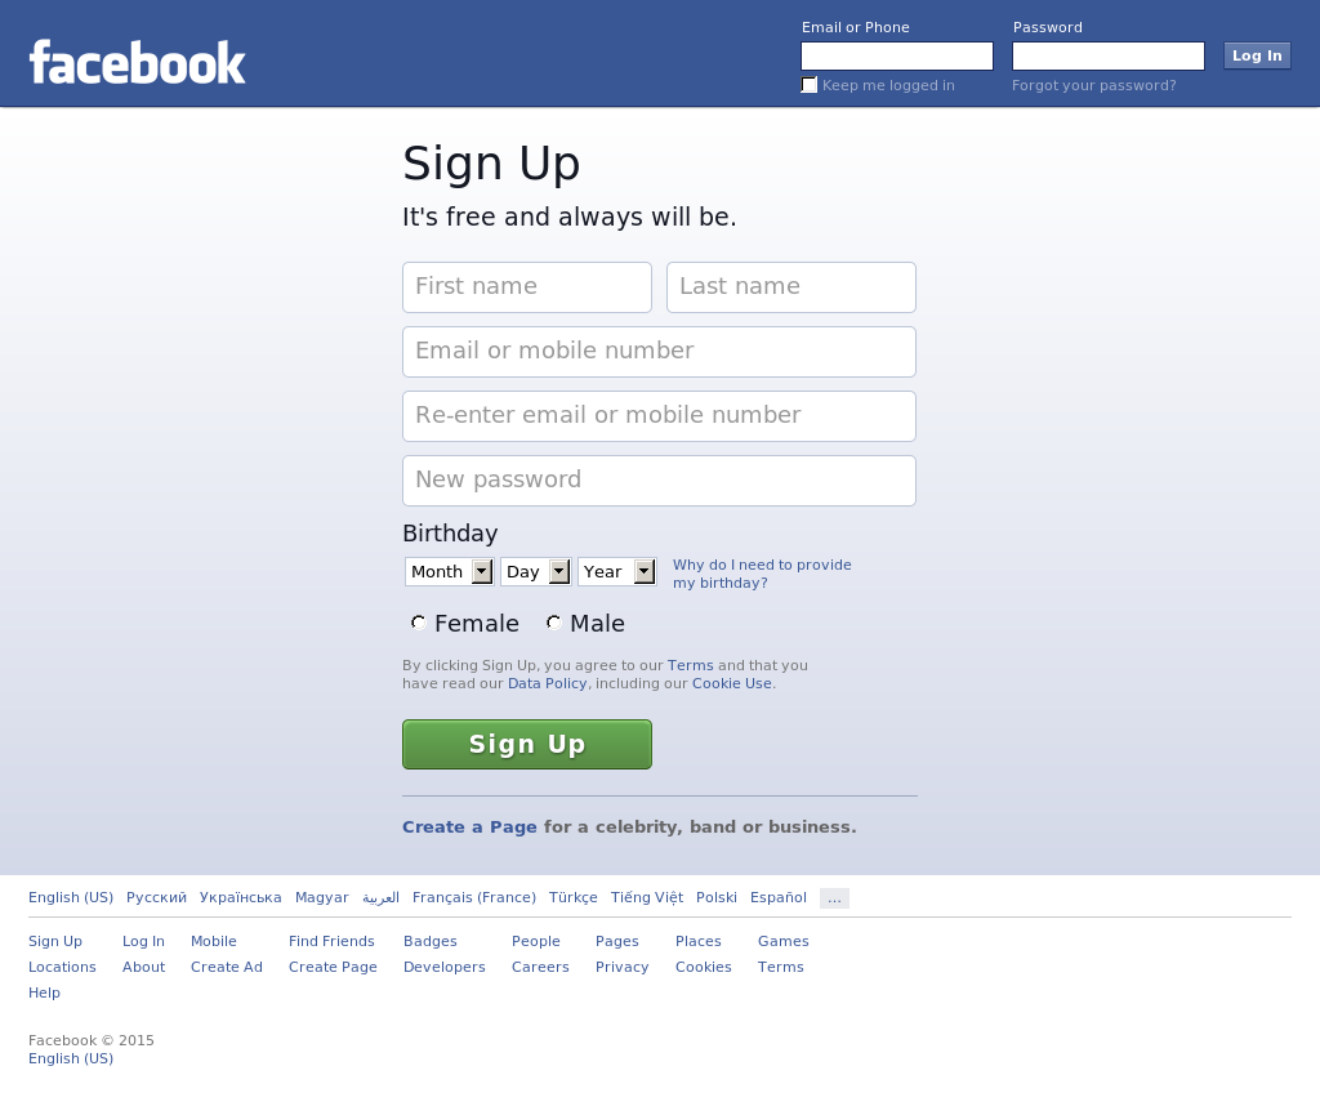 facebook
Email or Phone
Password
Log In
Keep me logged in
Forgot your password?
Sign Up
It's free and always will be.
First name
Last name
Email or mobile number
Re-enter email or mobile number
New password
Birthday
Month
Day
Year
Why do I need to provide
my birthday?
Female
Male
By clicking Sign Up, you agree to our Terms and that you
have read our Data Policy, including our Cookie Use.
Sign Up
Create a Page for a celebrity, band or business.
English (US) Русский Українська Magyar العربية Français (France) Türkçe Tiếng Việt Polski Español ...
Sign Up Log In Mobile Find Friends Badges People Pages Places Games
Locations About Create Ad Create Page Developers Careers Privacy Cookies Terms
Help
Facebook © 2015
English (US)